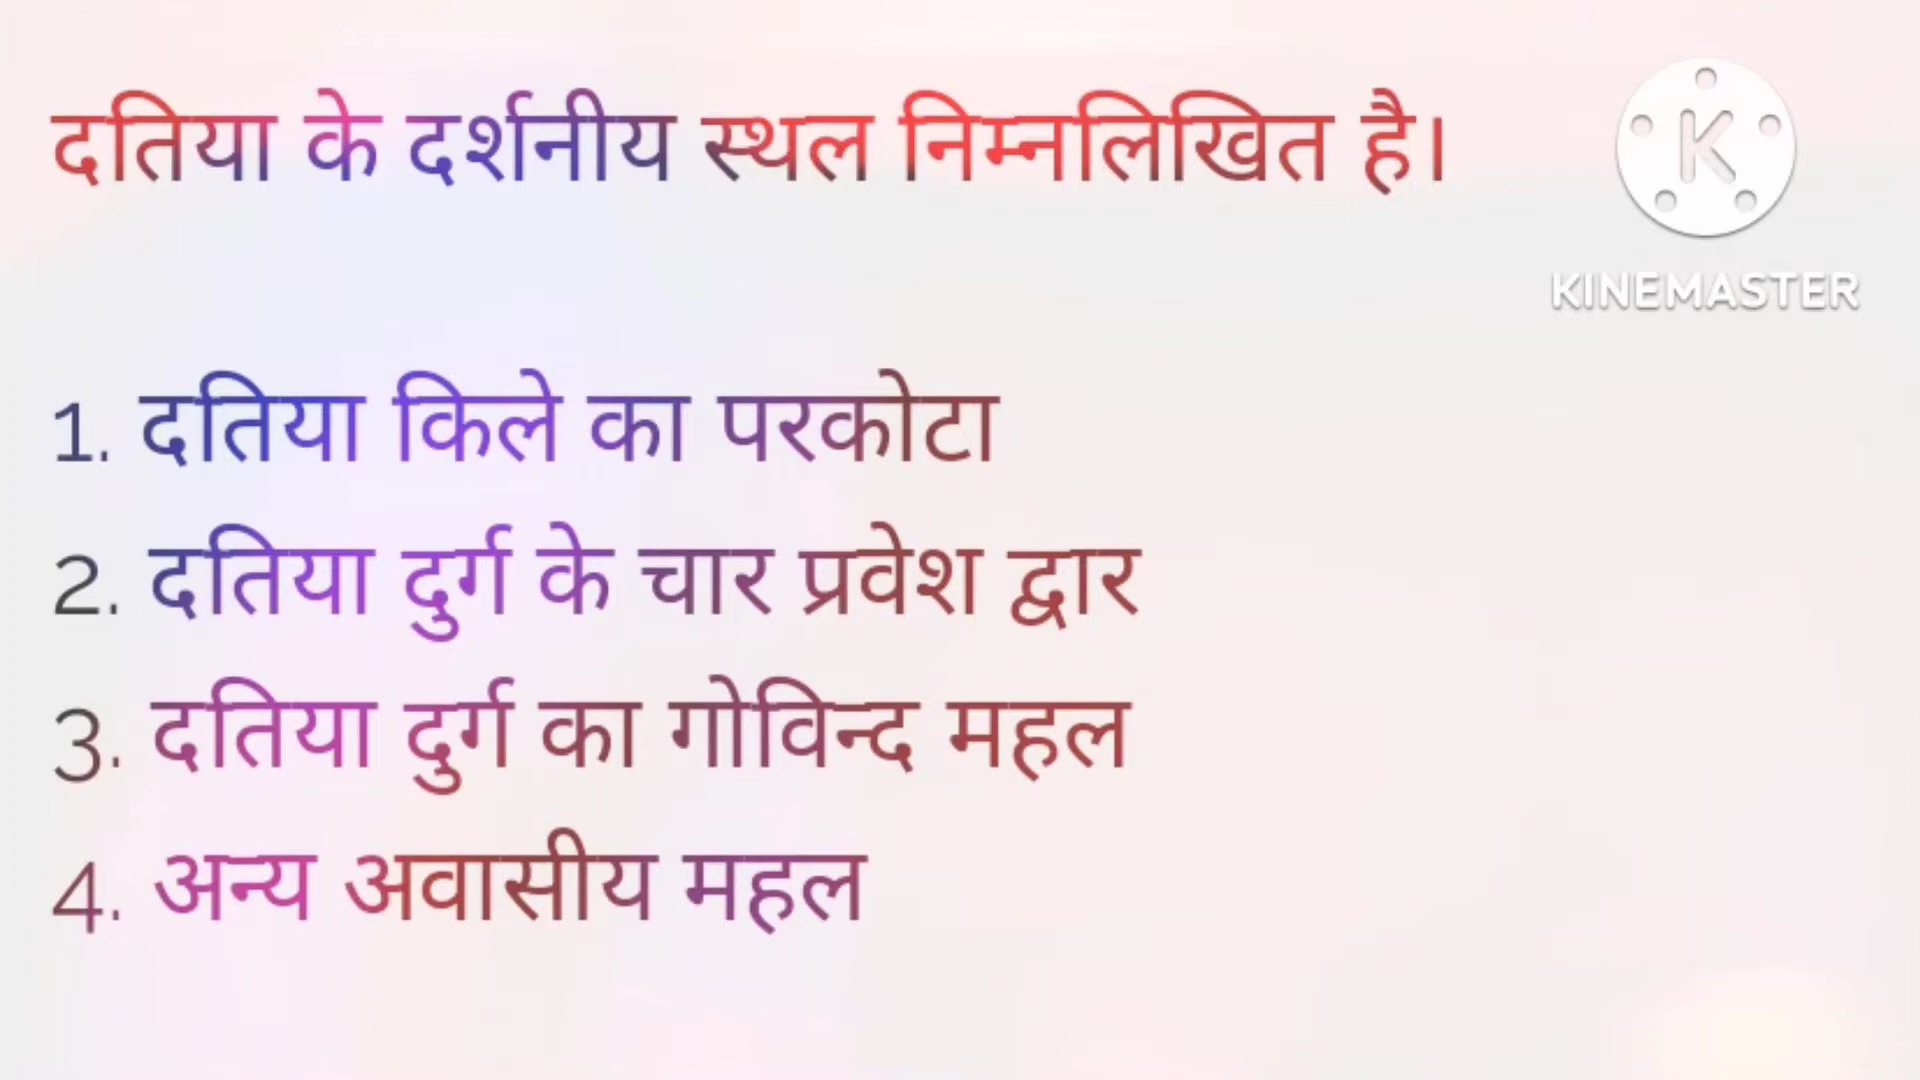 दतिया के दर्शनीय स्थल निम्नलिखित है।
KINEMASTER
1. दतिया किले का परकोटा
2. दतिया दुर्ग के चार प्रवेश द्वार
3. दतिया दुर्ग का गोविन्द महल
4. अन्य अवासीय महल